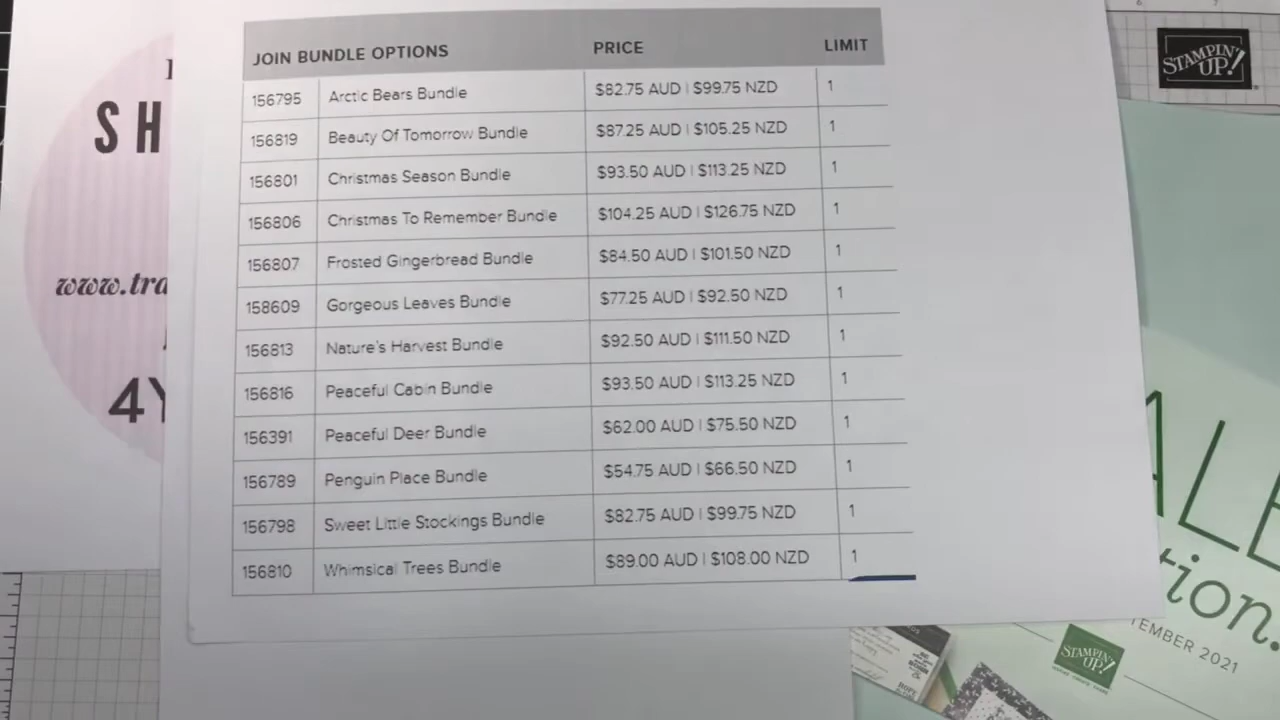 JOIN BUNDLE OPTIONS PRICE LIMIT
156795 Arctic Bears Bundle $82.75 AUD | $99.75 NZD 1
156819 Beauty Of Tomorrow Bundle $87.25 AUD | $105.25 NZD 1
156801 Christmas Season Bundle $93.50 AUD | $113.25 NZD 1
156806 Christmas To Remember Bundle $104.25 AUD | $126.75 NZD 1
156807 Frosted Gingerbread Bundle $84.50 AUD | $101.50 NZD 1
158609 Gorgeous Leaves Bundle $77.25 AUD | $92.50 NZD 1
156813 Nature's Harvest Bundle $92.50 AUD | $111.50 NZD 1
156816 Peaceful Cabin Bundle $93.50 AUD | $113.25 NZD 1
156391 Peaceful Deer Bundle $62.00 AUD | $75.50 NZD 1
156789 Penguin Place Bundle $54.75 AUD | $66.50 NZD 1
156798 Sweet Little Stockings Bundle $82.75 AUD | $99.75 NZD 1
156810 Whimsical Trees Bundle $89.00 AUD | $108.00 NZD 1
SH
www.tra
4Y
STAMPIN' UP!
ALE
tion.
TEMBER 2021
STAMPIN' UP!